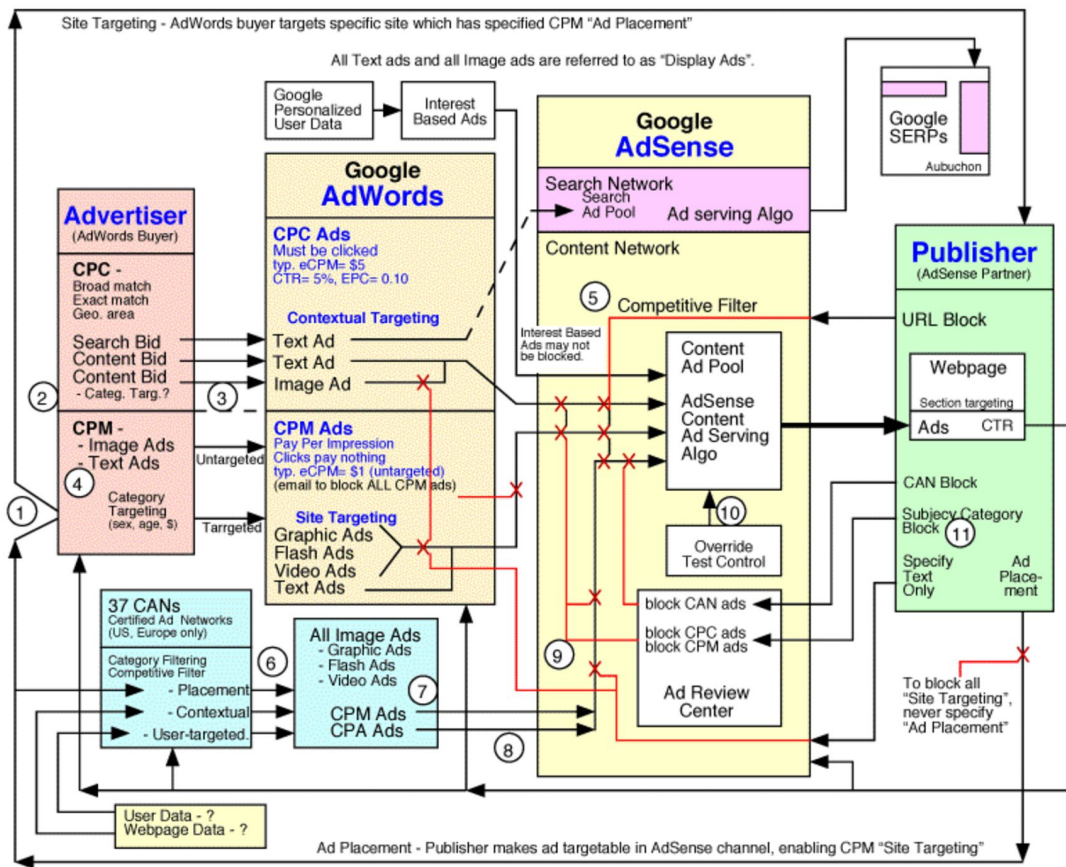 Site Targeting - AdWords buyer targets specific site which has specified CPM “Ad Placement”
All Text ads and all Image ads are referred to as “Display Ads”.
Google
Personalized
User Data
Interest
Based Ads
Google
SERPs
Aubuchon
Advertiser
(AdWords Buyer)
CPC -
Broad match
Exact match
Geo. area
Search Bid
Content Bid
Content Bid
- Categ. Targ.?
2
3
CPM -
- Image Ads
- Text Ads
4
Category
Targeting
(sex, age, $)
1
Untargeted
Tarrgeted
Google
AdWords
CPC Ads
Must be clicked
typ. eCPM= $5
CTR= 5%, EPC= 0.10
Contextual Targeting
Text Ad
Text Ad
Image Ad
CPM Ads
Pay Per Impression
Clicks pay nothing
typ. eCPM= $1 (untargeted)
(email to block ALL CPM ads)
Site Targeting
Graphic Ads
Flash Ads
Video Ads
Text Ads
Google
AdSense
Search Network
Search
Ad Pool
Ad serving Algo
Content Network
5
Competitive Filter
Interest Based
Ads may not
be blocked.
Content
Ad Pool
AdSense
Content
Ad Serving
Algo
10
Override
Test Control
block CAN ads
block CPC ads
block CPM ads
9
Ad Review
Center
Publisher
(AdSense Partner)
URL Block
Webpage
Section targeting
Ads
CTR
CAN Block
Subjecy Category
Block
11
Specify
Text
Only
Ad
Place-
ment
To block all
“Site Targeting”,
never specify
“Ad Placement”
37 CANs
Certified Ad Networks
(US, Europe only)
Category Filtering
Competitive Filter
- Placement
- Contextual
- User-targeted.
6
All Image Ads
- Graphic Ads
- Flash Ads
- Video Ads
7
CPM Ads
CPA Ads
8
User Data - ?
Webpage Data - ?
Ad Placement - Publisher makes ad targetable in AdSense channel, enabling CPM “Site Targeting”